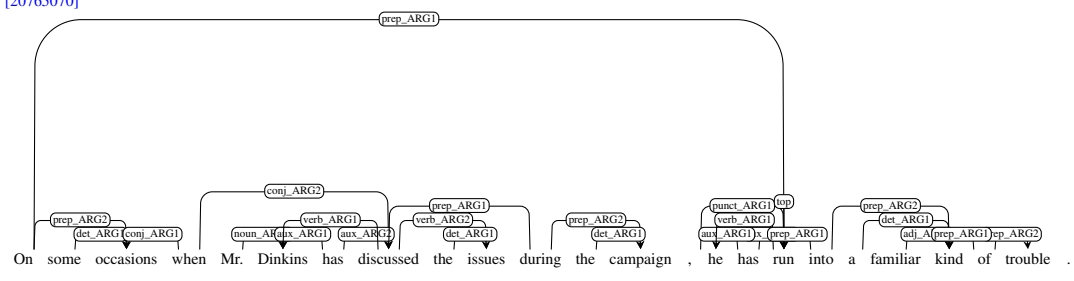 [20765070]
prep_ARG1
conj_ARG2
top
punct_ARG1
prep_ARG1
prep_ARG2
prep_ARG2 verb_ARG1 verb_ARG2 prep_ARG2 verb_ARG1 det_ARG1
det_ARG1 conj_ARG1 aux_ARG1 aux_ARG2 det_ARG1 det_ARG1 aux_ARG1 prep_ARG1 prep_ARG1
On some occasions when Mr. Dinkins has discussed the issues during the campaign , he has run into a familiar kind of trouble .